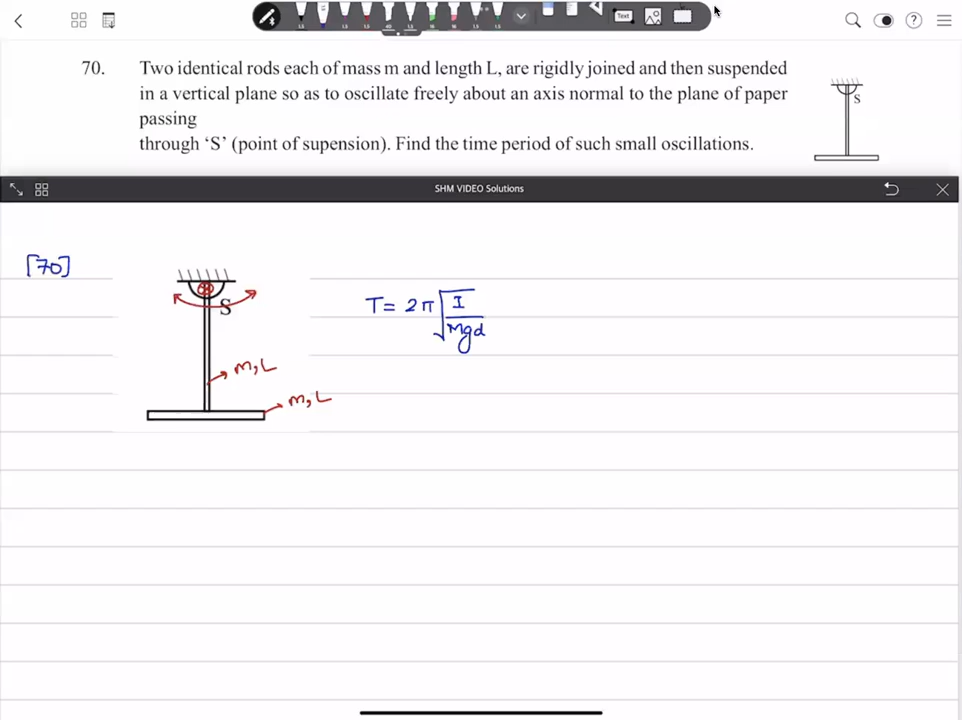 Text
70. Two identical rods each of mass m and length L, are rigidly joined and then suspended
in a vertical plane so as to oscillate freely about an axis normal to the plane of paper
passing
through ‘S’ (point of supension). Find the time period of such small oscillations.
S
SHM VIDEO Solutions
[70]
S
T = 2π√(I/Mgd)
m, L
m, L